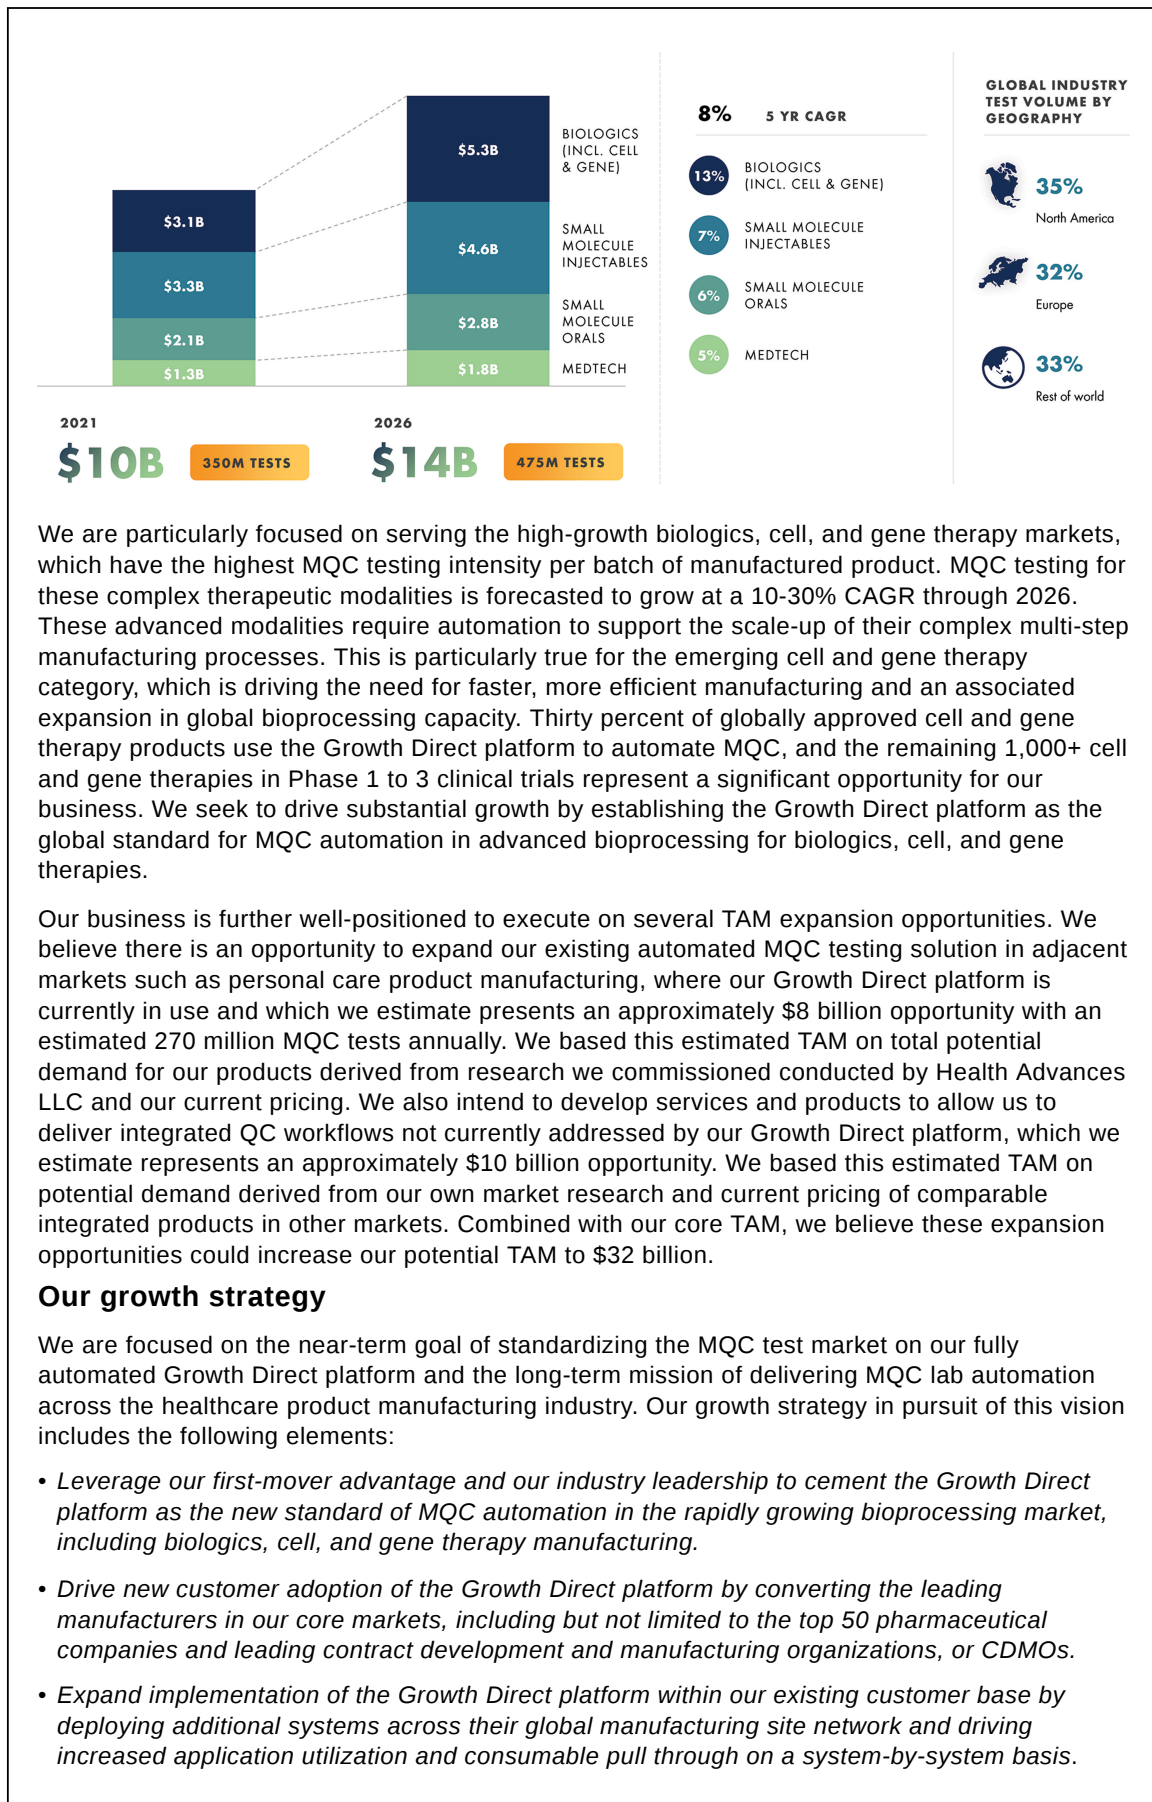 $3.1B
$3.3B
$2.1B
$1.3B
$5.3B
$4.6B
$2.8B
$1.8B
BIOLOGICS
(INCL. CELL
& GENE)
SMALL
MOLECULE
INJECTABLES
SMALL
MOLECULE
ORALS
MEDTECH
2021
$10B 350M TESTS
2026
$14B 475M TESTS
8% 5 YR CAGR
13% BIOLOGICS
(INCL. CELL & GENE)
7% SMALL MOLECULE
INJECTABLES
6% SMALL MOLECULE
ORALS
5% MEDTECH
GLOBAL INDUSTRY
TEST VOLUME BY
GEOGRAPHY
35%
North America
32%
Europe
33%
Rest of world
We are particularly focused on serving the high-growth biologics, cell, and gene therapy markets,
which have the highest MQC testing intensity per batch of manufactured product. MQC testing for
these complex therapeutic modalities is forecasted to grow at a 10-30% CAGR through 2026.
These advanced modalities require automation to support the scale-up of their complex multi-step
manufacturing processes. This is particularly true for the emerging cell and gene therapy
category, which is driving the need for faster, more efficient manufacturing and an associated
expansion in global bioprocessing capacity. Thirty percent of globally approved cell and gene
therapy products use the Growth Direct platform to automate MQC, and the remaining 1,000+ cell
and gene therapies in Phase 1 to 3 clinical trials represent a significant opportunity for our
business. We seek to drive substantial growth by establishing the Growth Direct platform as the
global standard for MQC automation in advanced bioprocessing for biologics, cell, and gene
therapies.
Our business is further well-positioned to execute on several TAM expansion opportunities. We
believe there is an opportunity to expand our existing automated MQC testing solution in adjacent
markets such as personal care product manufacturing, where our Growth Direct platform is
currently in use and which we estimate presents an approximately $8 billion opportunity with an
estimated 270 million MQC tests annually. We based this estimated TAM on total potential
demand for our products derived from research we commissioned conducted by Health Advances
LLC and our current pricing. We also intend to develop services and products to allow us to
deliver integrated QC workflows not currently addressed by our Growth Direct platform, which we
estimate represents an approximately $10 billion opportunity. We based this estimated TAM on
potential demand derived from our own market research and current pricing of comparable
integrated products in other markets. Combined with our core TAM, we believe these expansion
opportunities could increase our potential TAM to $32 billion.
Our growth strategy
We are focused on the near-term goal of standardizing the MQC test market on our fully
automated Growth Direct platform and the long-term mission of delivering MQC lab automation
across the healthcare product manufacturing industry. Our growth strategy in pursuit of this vision
includes the following elements:
• Leverage our first-mover advantage and our industry leadership to cement the Growth Direct
platform as the new standard of MQC automation in the rapidly growing bioprocessing market,
including biologics, cell, and gene therapy manufacturing.
• Drive new customer adoption of the Growth Direct platform by converting the leading
manufacturers in our core markets, including but not limited to the top 50 pharmaceutical
companies and leading contract development and manufacturing organizations, or CDMOs.
• Expand implementation of the Growth Direct platform within our existing customer base by
deploying additional systems across their global manufacturing site network and driving
increased application utilization and consumable pull through on a system-by-system basis.